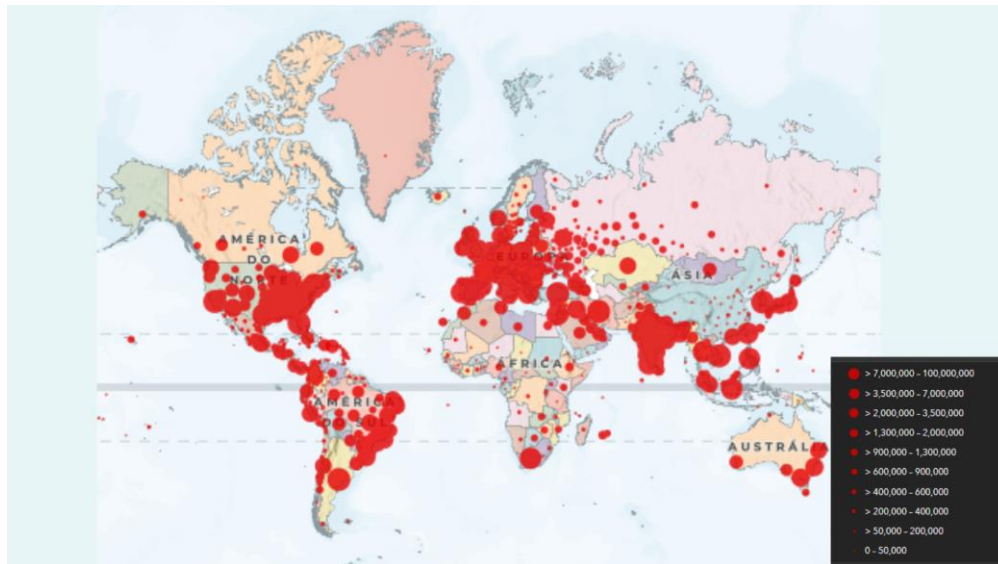 AMÉRICA
DO
NORTE
EUROPA
ÁSIA
ÁFRICA
AMÉRICA
DO SUL
AUSTRÁLI
> 7,000,000 – 100,000,000
> 3,500,000 – 7,000,000
> 2,000,000 – 3,500,000
> 1,300,000 – 2,000,000
> 900,000 – 1,300,000
> 600,000 – 900,000
> 400,000 – 600,000
> 200,000 – 400,000
> 50,000 – 200,000
0 – 50,000